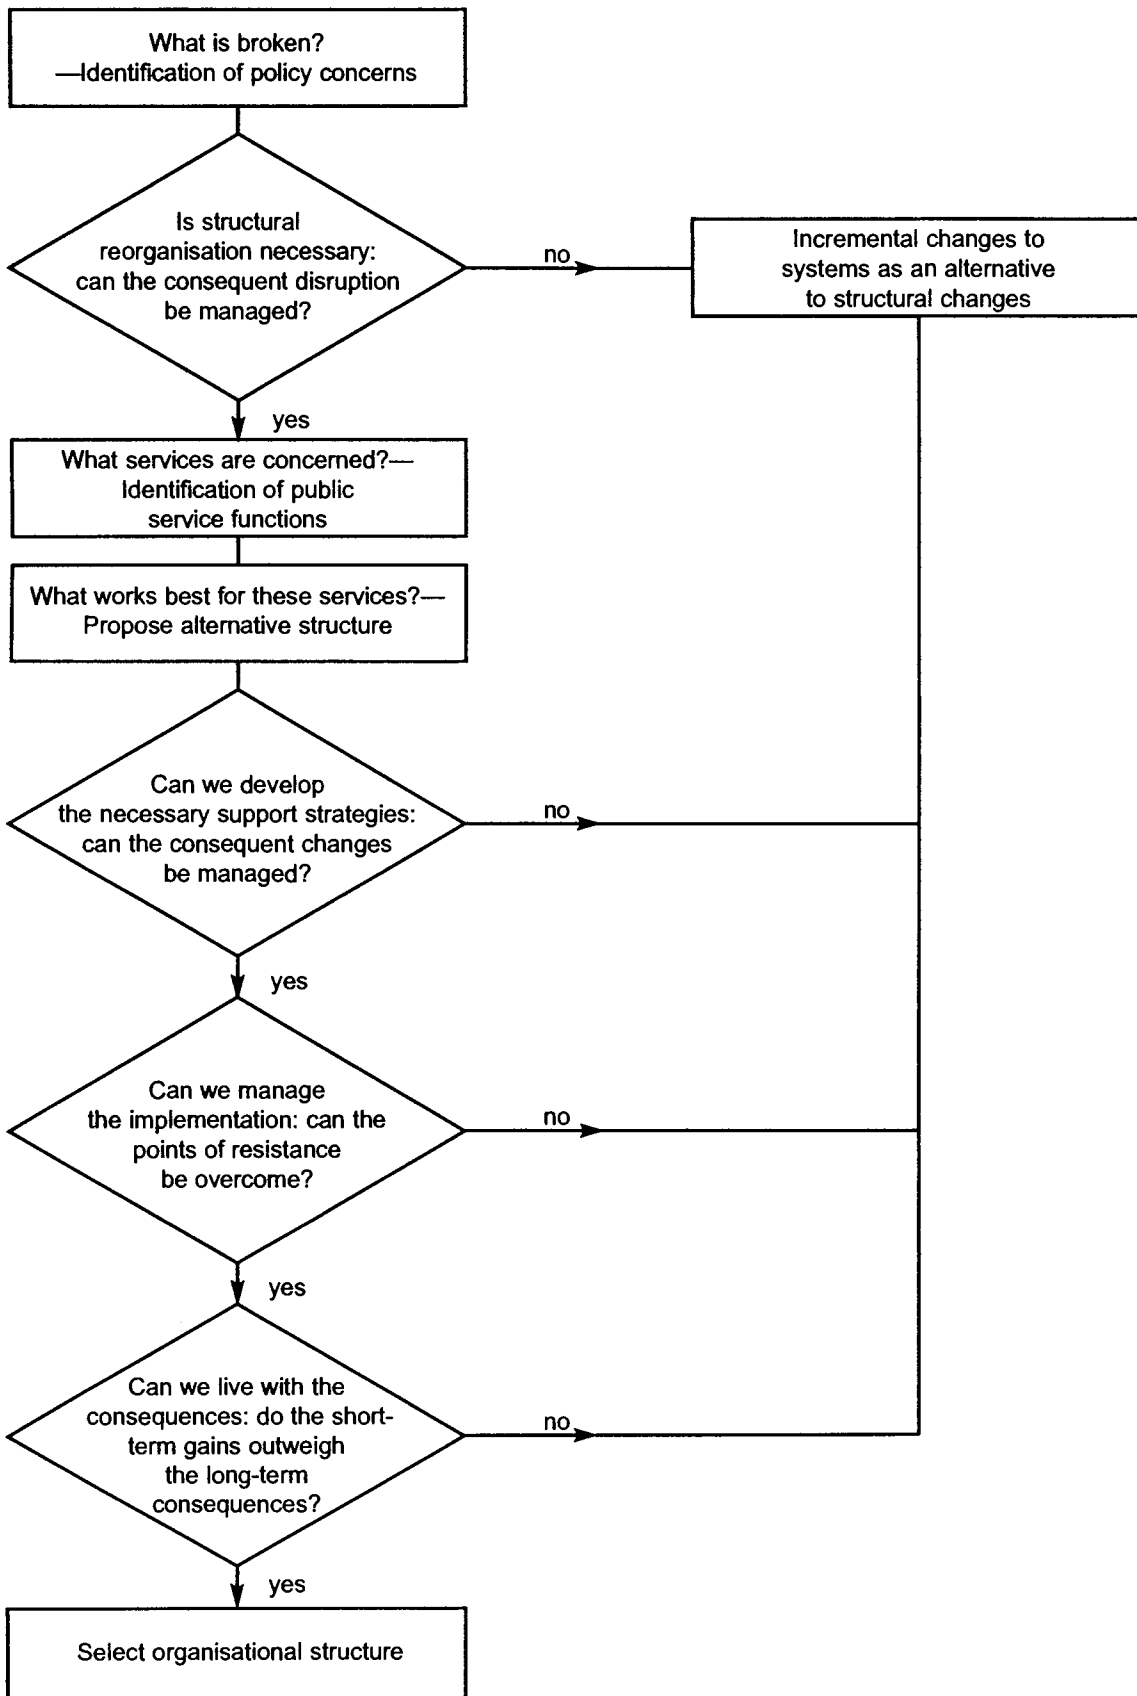 What is broken?
—Identification of policy concerns
Is structural
reorganisation necessary:
can the consequent disruption
be managed?
no
Incremental changes to
systems as an alternative
to structural changes
yes
What services are concerned?—
Identification of public
service functions
What works best for these services?—
Propose alternative structure
Can we develop
the necessary support strategies:
can the consequent changes
be managed?
no
yes
Can we manage
the implementation: can the
points of resistance
be overcome?
no
yes
Can we live with the
consequences: do the short-
term gains outweigh
the long-term
consequences?
no
yes
Select organisational structure